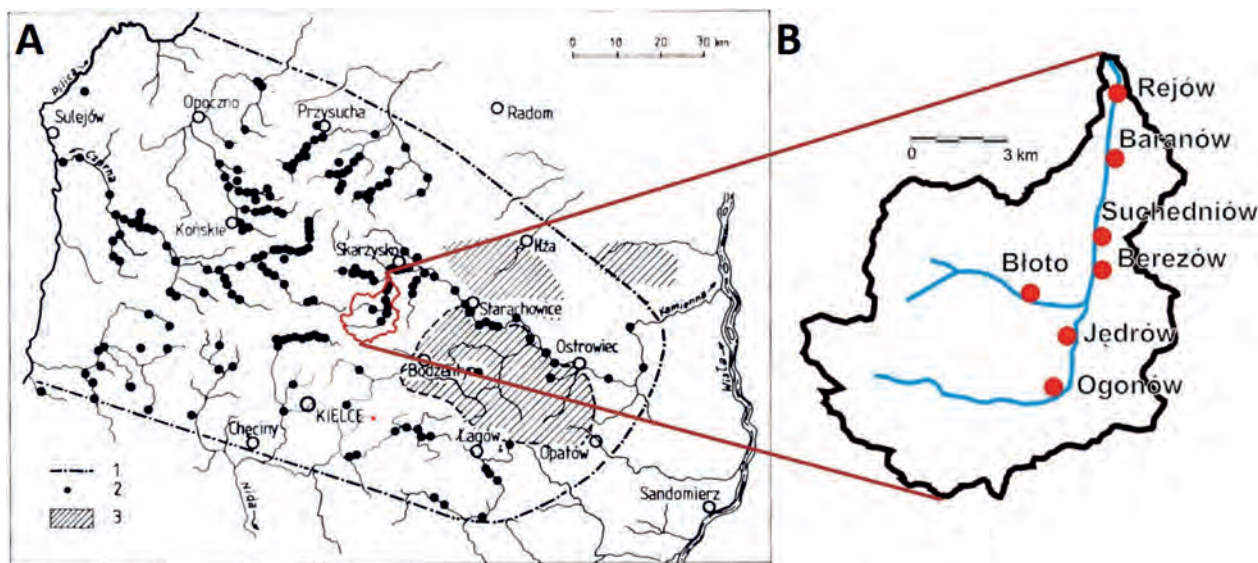 A
0 10 20 30 km
Pilica
Sulejów
Opoczno
Przysucha
Radom
Czarna
Końskie
Skarżysko
Iłża
Starachowice
Kamienna
Ostrowiec
Bodzentyn
Wisła
KIELCE
Chęciny
Łagów
Opatów
Nida
Sandomierz
1
2
3
B
Rejów
0 3 km
Baranów
Suchedniów
Błoto
Berezów
Jędrów
Ogonów